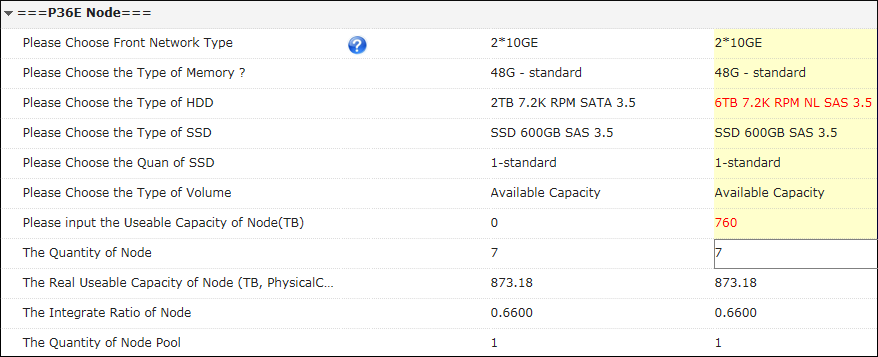 ===P36E Node===
Please Choose Front Network Type 2*10GE 2*10GE
Please Choose the Type of Memory ? 48G - standard 48G - standard
Please Choose the Type of HDD 2TB 7.2K RPM SATA 3.5 6TB 7.2K RPM NL SAS 3.5
Please Choose the Type of SSD SSD 600GB SAS 3.5 SSD 600GB SAS 3.5
Please Choose the Quan of SSD 1-standard 1-standard
Please Choose the Type of Volume Available Capacity Available Capacity
Please input the Useable Capacity of Node(TB) 0 760
The Quantity of Node 7 7
The Real Useable Capacity of Node (TB, PhysicalC... 873.18 873.18
The Integrate Ratio of Node 0.6600 0.6600
The Quantity of Node Pool 1 1